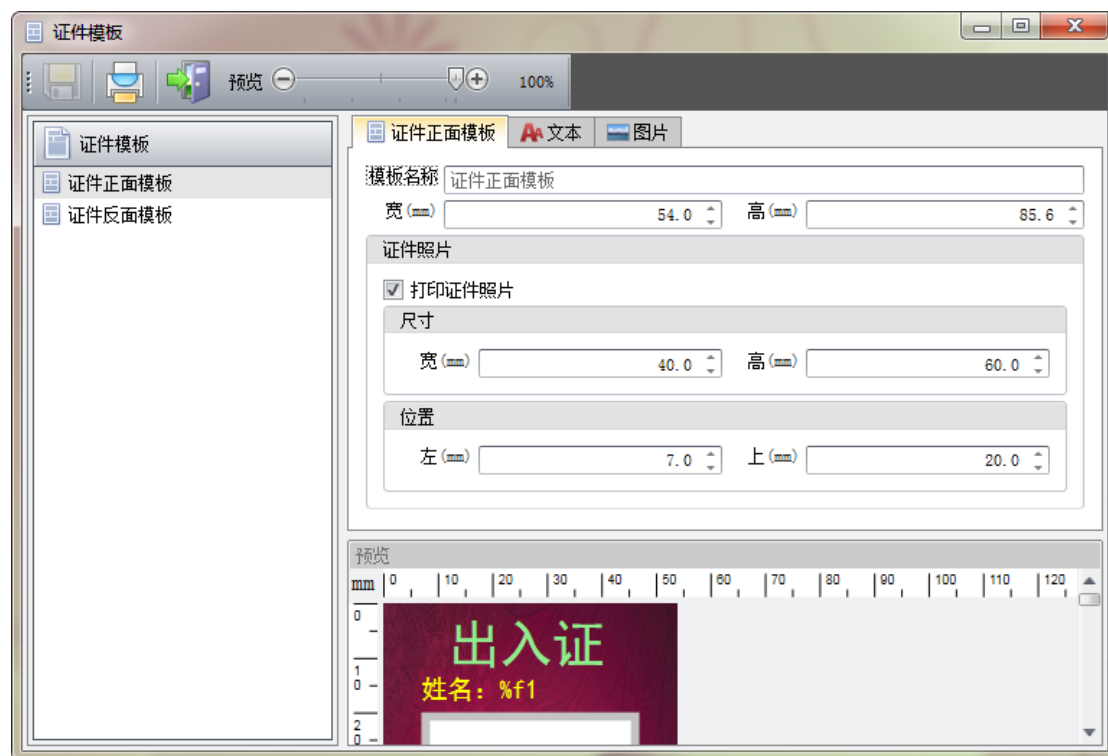 证件模板
预览 100%
证件模板
证件正面模板
证件反面模板
证件正面模板 文本 图片
模板名称 证件正面模板
宽(mm) 54.0 高(mm) 85.6
证件照片
打印证件照片
尺寸
宽(mm) 40.0 高(mm) 60.0
位置
左(mm) 7.0 上(mm) 20.0
预览
mm 0 10 20 30 40 50 60 70 80 90 100 110 120
0
出入证
10
姓名：%f1
20